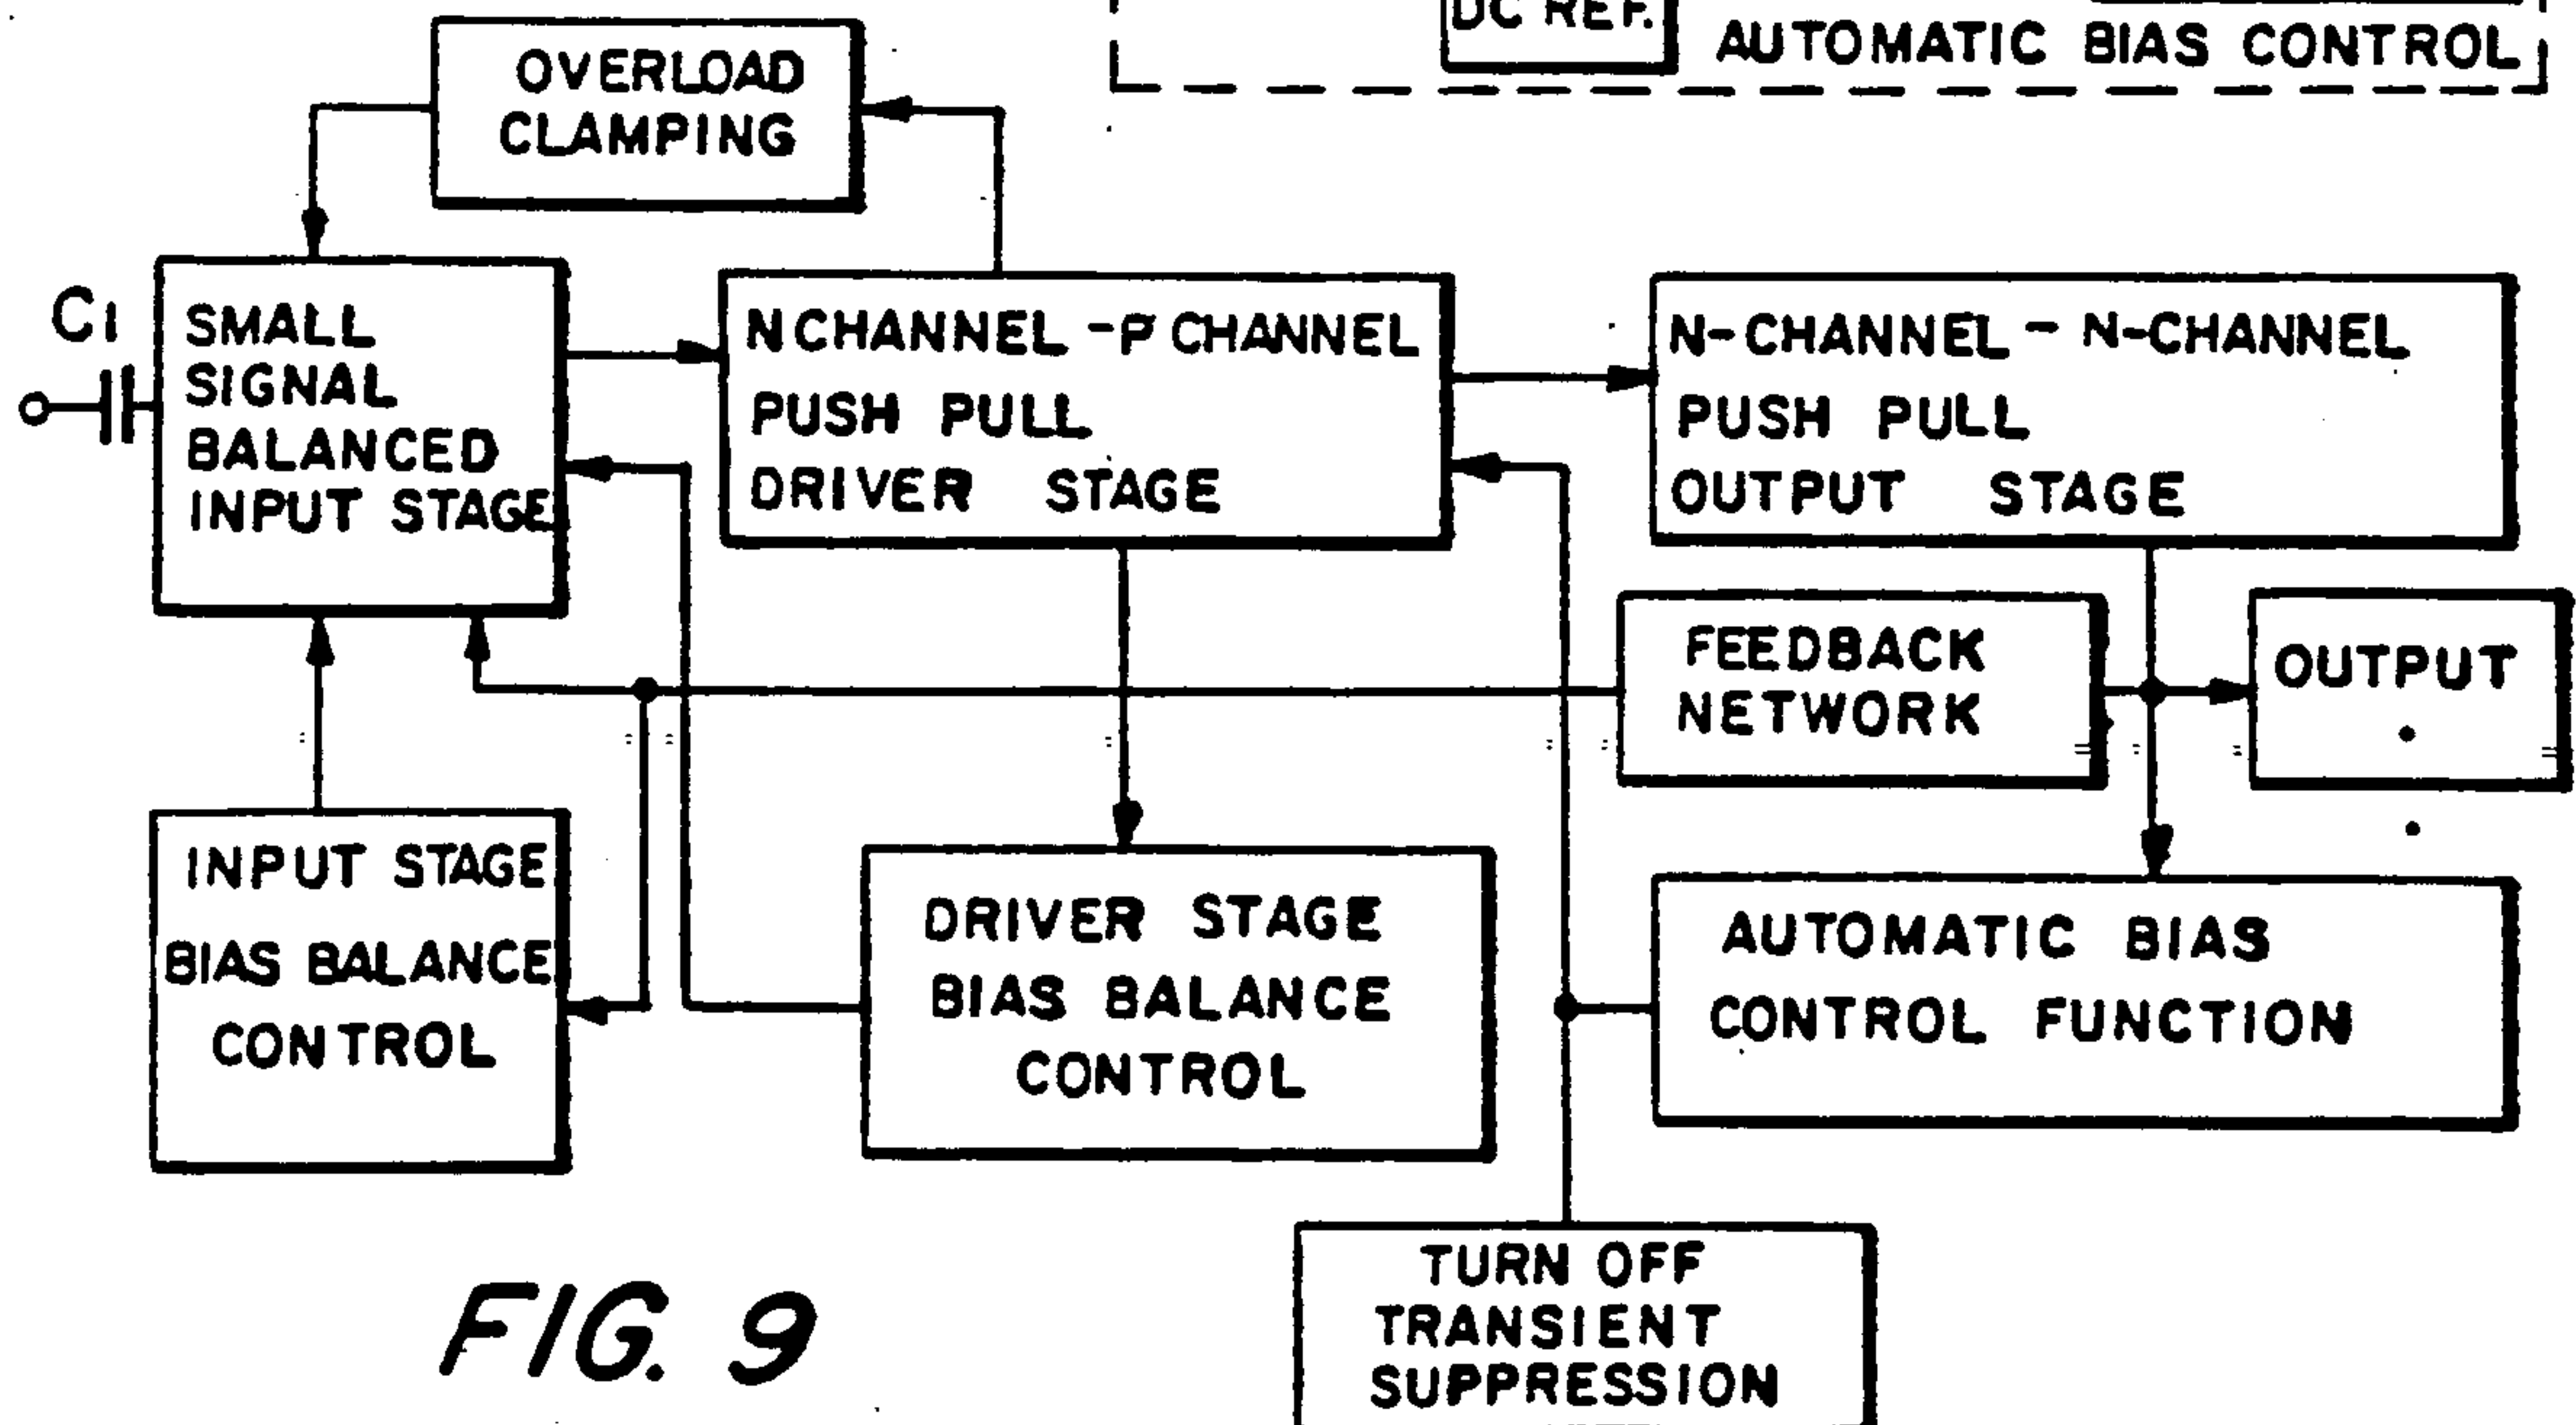 DC REF.
AUTOMATIC BIAS CONTROL
OVERLOAD
CLAMPING
C1
SMALL
SIGNAL
BALANCED
INPUT STAGE
N CHANNEL - P CHANNEL
PUSH PULL
DRIVER STAGE
N-CHANNEL - N-CHANNEL
PUSH PULL
OUTPUT STAGE
FEEDBACK
NETWORK
OUTPUT
INPUT STAGE
BIAS BALANCE
CONTROL
DRIVER STAGE
BIAS BALANCE
CONTROL
AUTOMATIC BIAS
CONTROL FUNCTION
TURN OFF
TRANSIENT
SUPPRESSION
FIG. 9